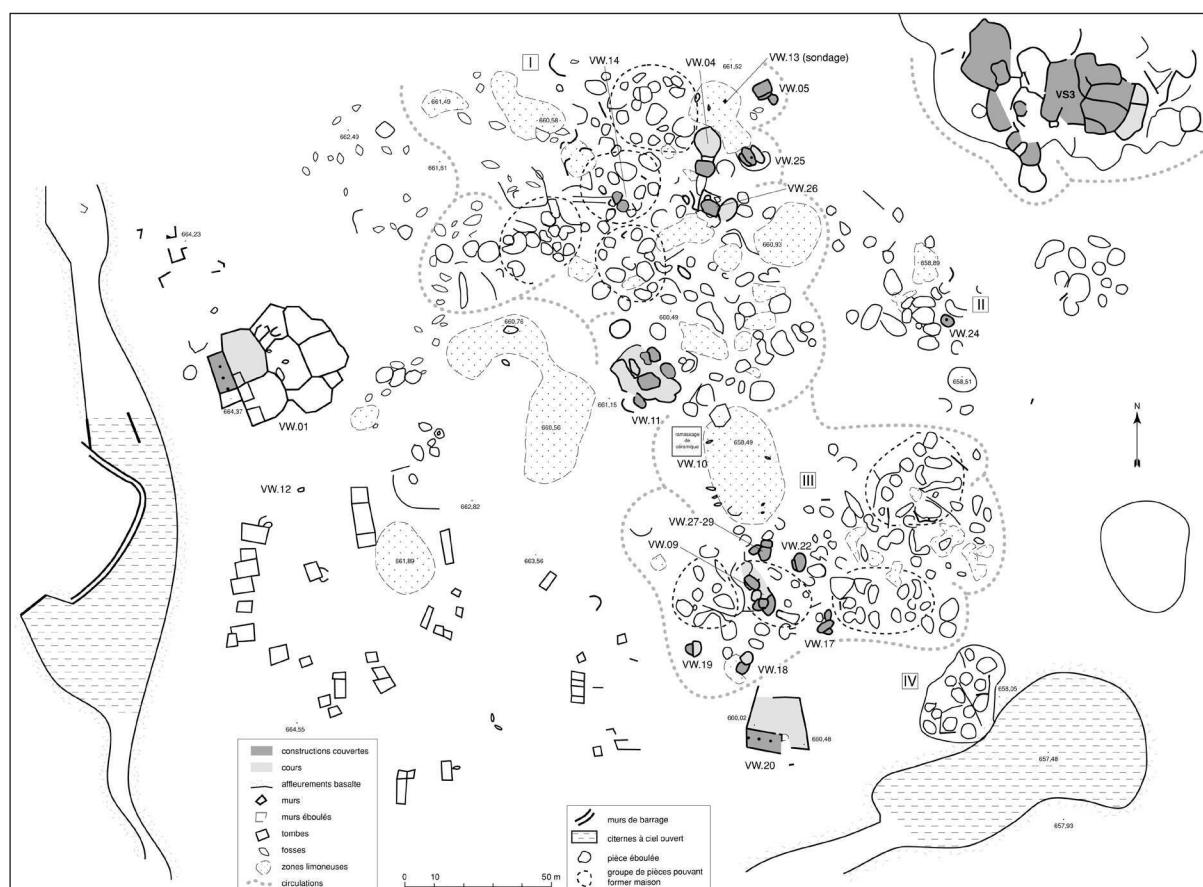 I
VW.14
VW.04
661,52
VW.13 (sondage)
VW.05
VS3
661,49
660,58
662,49
661,51
VW.25
VW.26
664,23
660,93
658,89
II
VW.24
660,76
660,49
658,51
664,37
VW.01
661,15
VW.11
660,56
ramassage
de
céramique
VW.10
658,49
N
III
VW.12
662,82
VW.27-29
VW.09
VW.22
661,89
663,56
VW.17
VW.19
VW.18
IV
658,05
664,55
660,02
660,48
VW.20
657,48
657,93
constructions couvertes
cours
affleurements basalte
murs
murs éboulés
tombes
fosses
zones limoneuses
circulations
0 10 50 m
murs de barrage
citernes à ciel ouvert
pièce éboulée
groupe de pièces pouvant
former maison